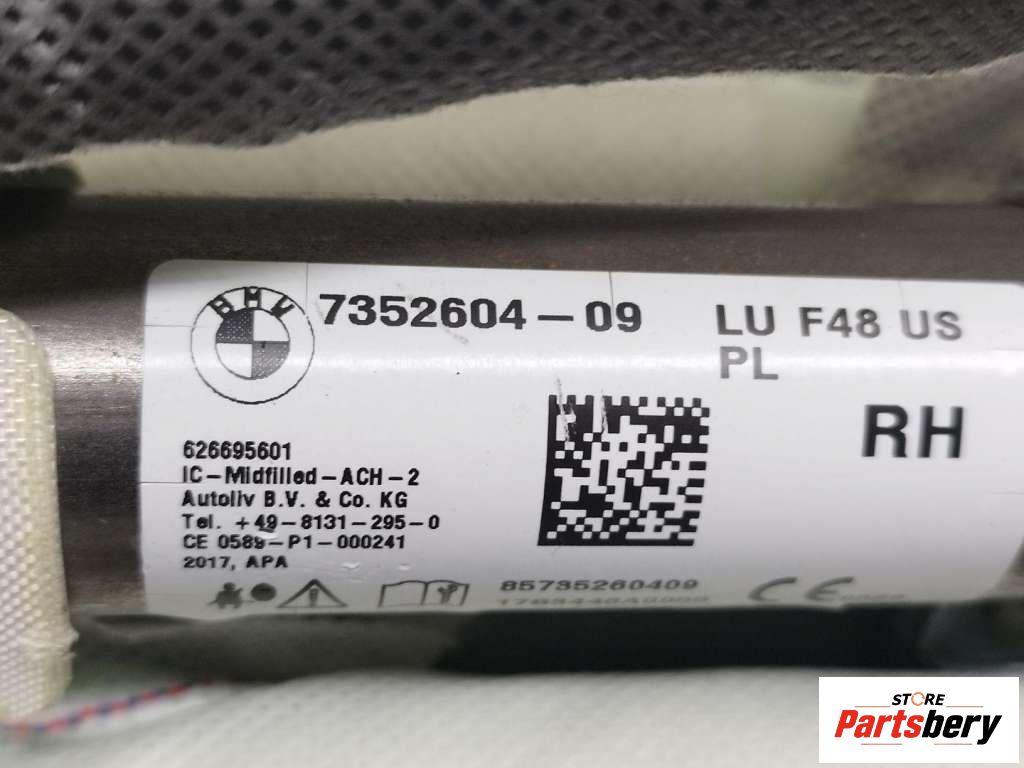 BMW
7352604-09
LU F48 US
PL
RH
626695601
IC-Midfilled-ACH-2
Autoliv B.V. & Co. KG
Tel. +49-8131-295-0
CE 0589-P1-000241
2017, APA
85735260409
CE
STORE
Partsbery